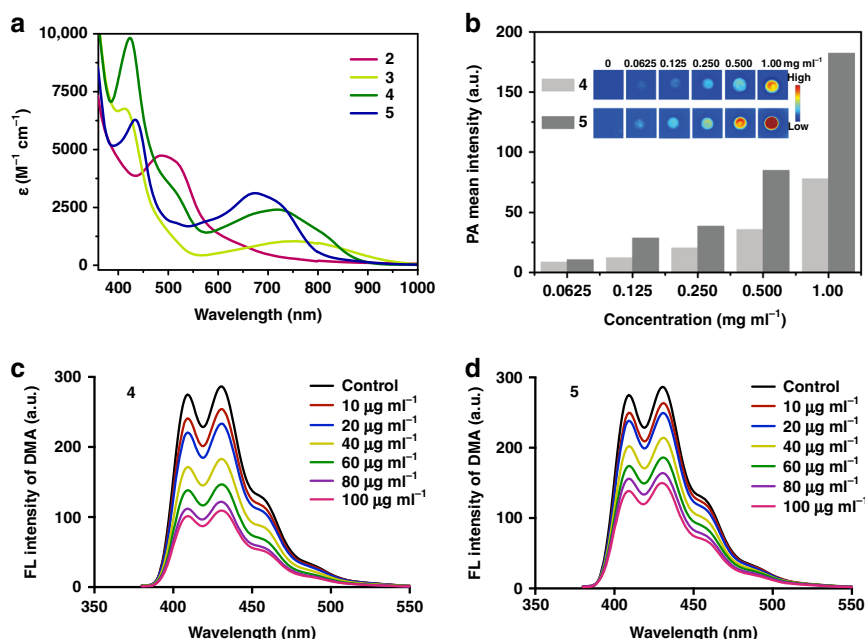 a
10,000
7500
5000
2500
0
ε (M⁻¹ cm⁻¹)
2
3
4
5
400 500 600 700 800 900 1000
Wavelength (nm)
b
200
150
100
50
0
PA mean intensity (a.u.)
0 0.0625 0.125 0.250 0.500 1.00 mg ml⁻¹
4
5
High
Low
0.0625 0.125 0.250 0.500 1.00
Concentration (mg ml⁻¹)
c
300
200
100
0
FL intensity of DMA (a.u.)
4
Control
10 μg ml⁻¹
20 μg ml⁻¹
40 μg ml⁻¹
60 μg ml⁻¹
80 μg ml⁻¹
100 μg ml⁻¹
350 400 450 500 550
Wavelength (nm)
d
300
200
100
0
FL intensity of DMA (a.u.)
5
Control
10 μg ml⁻¹
20 μg ml⁻¹
40 μg ml⁻¹
60 μg ml⁻¹
80 μg ml⁻¹
100 μg ml⁻¹
350 400 450 500 550
Wavelength (nm)